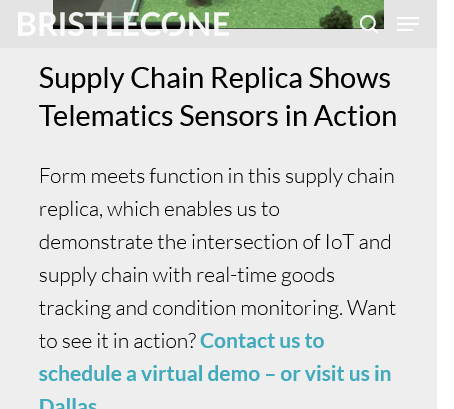 BRISTLECONE
Supply Chain Replica Shows
Telematics Sensors in Action
Form meets function in this supply chain
replica, which enables us to
demonstrate the intersection of IoT and
supply chain with real-time goods
tracking and condition monitoring. Want
to see it in action? Contact us to
schedule a virtual demo – or visit us in
Dallas